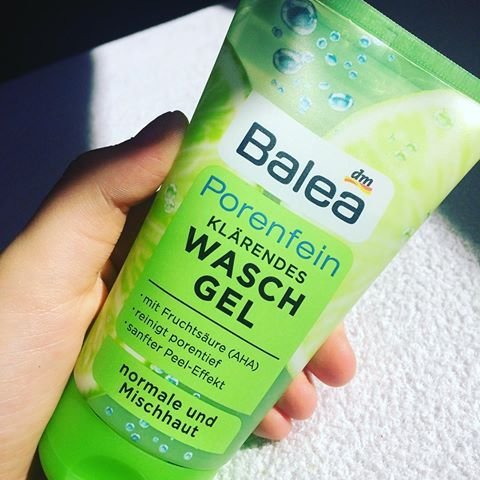 Balea
dm
Porenfein
KLÄRENDES
WASCH
GEL
· mit Fruchtsäure (AHA)
· reinigt porentief
· sanfter Peel-Effekt
normale und
Mischhaut